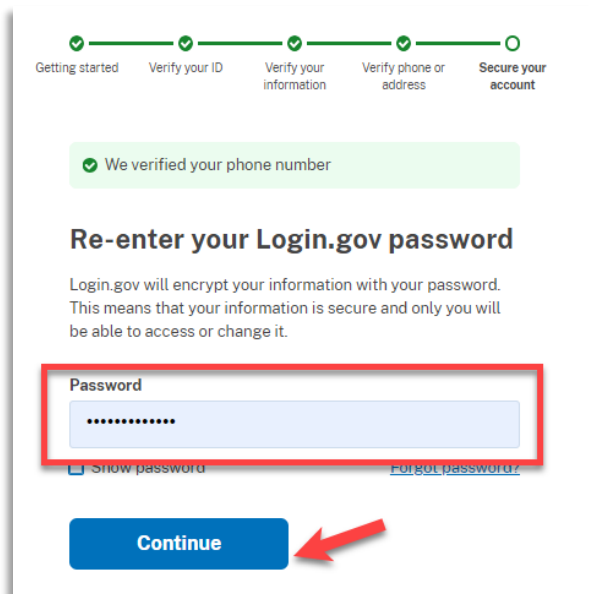 Getting started Verify your ID Verify your Verify phone or Secure your
information address account
We verified your phone number
Re-enter your Login.gov password
Login.gov will encrypt your information with your password.
This means that your information is secure and only you will
be able to access or change it.
Password
•••••••••••••
Show password Forgot password?
Continue